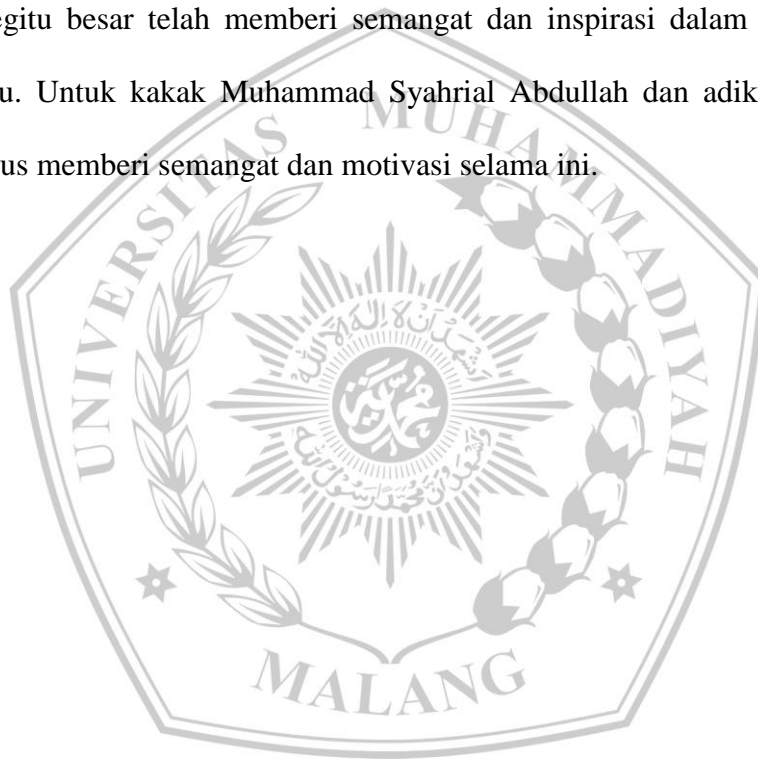 egitu besar telah memberi semangat dan inspirasi dalam
u. Untuk kakak Muhammad Syahrial Abdullah dan adik
us memberi semangat dan motivasi selama ini.
UNIVERSITAS MUHAMMADIYAH
MALANG